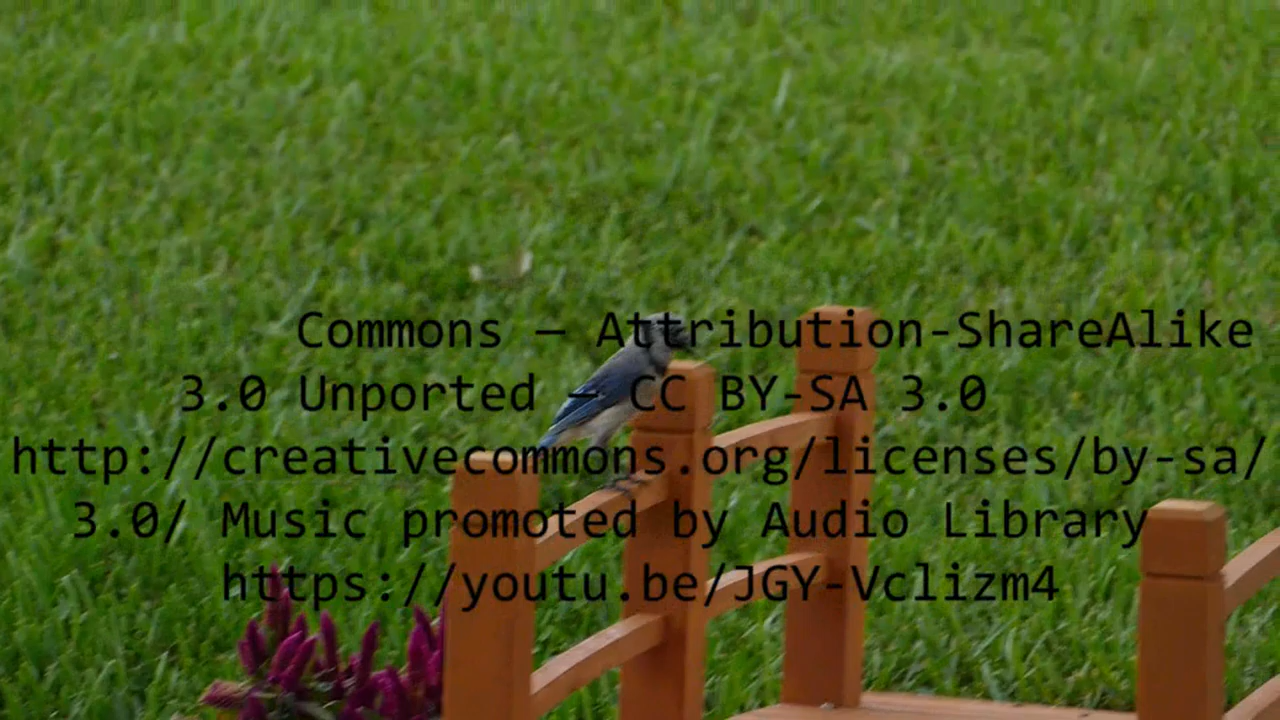 Commons – Attribution-ShareAlike
3.0 Unported – CC BY-SA 3.0
http://creativecommons.org/licenses/by-sa/
3.0/ Music promoted by Audio Library
https://youtu.be/JGY-Vclizm4